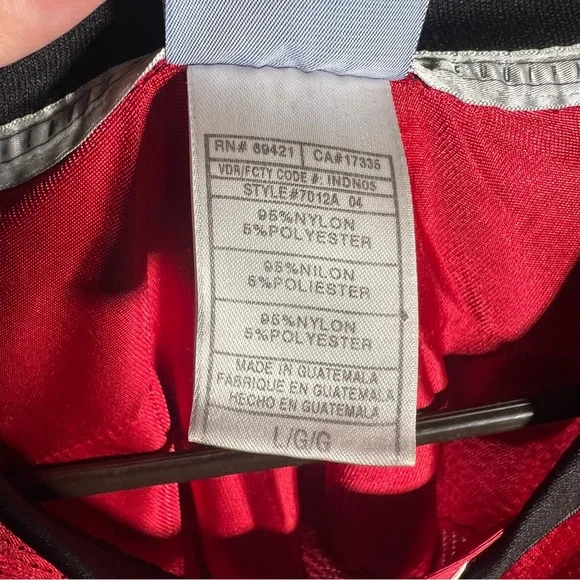 RN# 69421 CA#17335
VDR/FCTY CODE #: INDN05
STYLE#7012A 04
95%NYLON
5%POLYESTER
95%NILON
5%POLIESTER
95%NYLON
5%POLYESTER
MADE IN GUATEMALA
FABRIQUE EN GUATEMALA
HECHO EN GUATEMALA
L/G/G